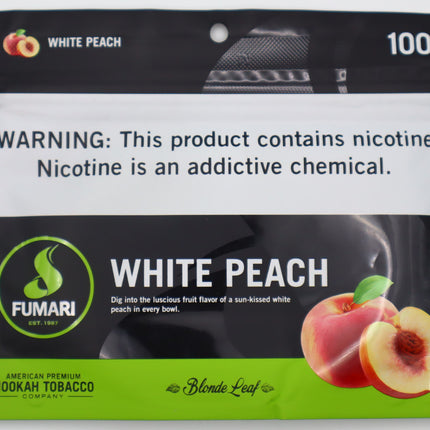 WHITE PEACH
100
WARNING: This product contains nicotine
Nicotine is an addictive chemical.
FUMARI
EST. 1997
WHITE PEACH
Dig into the luscious fruit flavor of a sun-kissed white
peach in every bowl.
AMERICAN PREMIUM
HOOKAH TOBACCO
COMPANY
Blonde Leaf